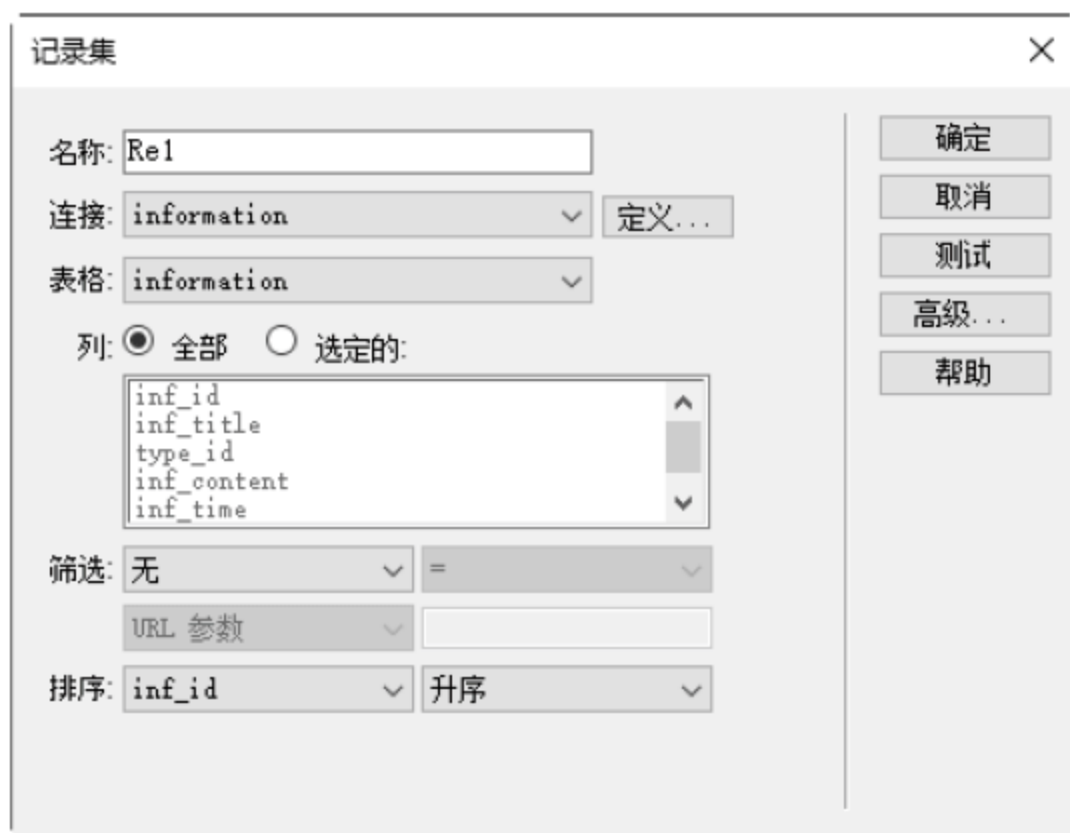 记录集
名称: Re1
连接: information 定义...
表格: information
列: 全部 选定的:
inf_id
inf_title
type_id
inf_content
inf_time
筛选: 无 =
URL 参数
排序: inf_id 升序
确定
取消
测试
高级...
帮助